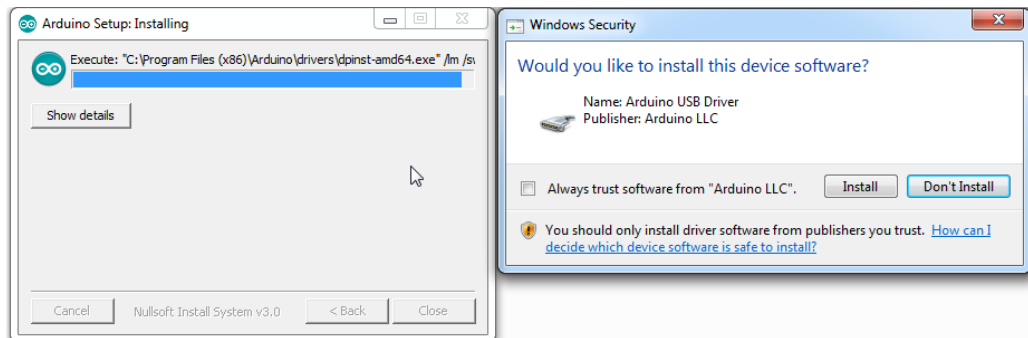 Arduino Setup: Installing
Execute: "C:\Program Files (x86)\Arduino\drivers\dpinst-amd64.exe" /lm /sv
Show details
Cancel
Nullsoft Install System v3.0
< Back
Close
Windows Security
Would you like to install this device software?
Name: Arduino USB Driver
Publisher: Arduino LLC
Always trust software from "Arduino LLC".
Install
Don't Install
You should only install driver software from publishers you trust. How can I
decide which device software is safe to install?